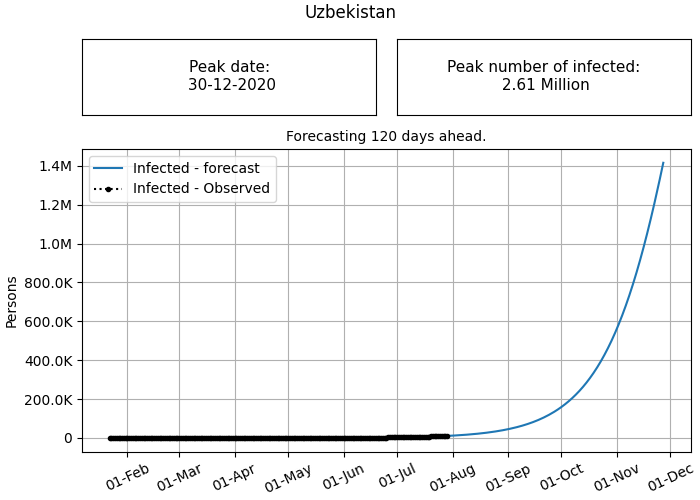 Uzbekistan
Peak date:
30-12-2020
Peak number of infected:
2.61 Million
Forecasting 120 days ahead.
Infected - forecast
Infected - Observed
1.4M
1.2M
1.0M
800.0K
600.0K
400.0K
200.0K
0
Persons
01-Feb
01-Mar
01-Apr
01-May
01-Jun
01-Jul
01-Aug
01-Sep
01-Oct
01-Nov
01-Dec